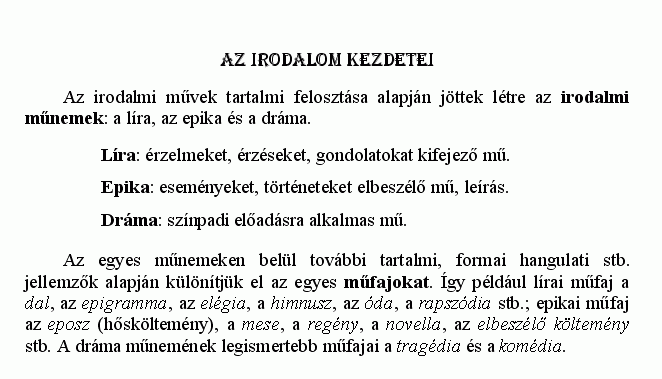 AZ IRODALOM KEZDETEI
Az irodalmi művek tartalmi felosztása alapján jöttek létre az irodalmi
műnemek: a líra, az epika és a dráma.
Líra: érzelmeket, érzéseket, gondolatokat kifejező mű.
Epika: eseményeket, történeteket elbeszélő mű, leírás.
Dráma: színpadi előadásra alkalmas mű.
Az egyes műnemeken belül további tartalmi, formai hangulati stb.
jellemzők alapján különítjük el az egyes műfajokat. Így például lírai műfaj a
dal, az epigramma, az elégia, a himnusz, az óda, a rapszódia stb.; epikai műfaj
az eposz (hősköltemény), a mese, a regény, a novella, az elbeszélő költemény
stb. A dráma műnemének legismertebb műfajai a tragédia és a komédia.